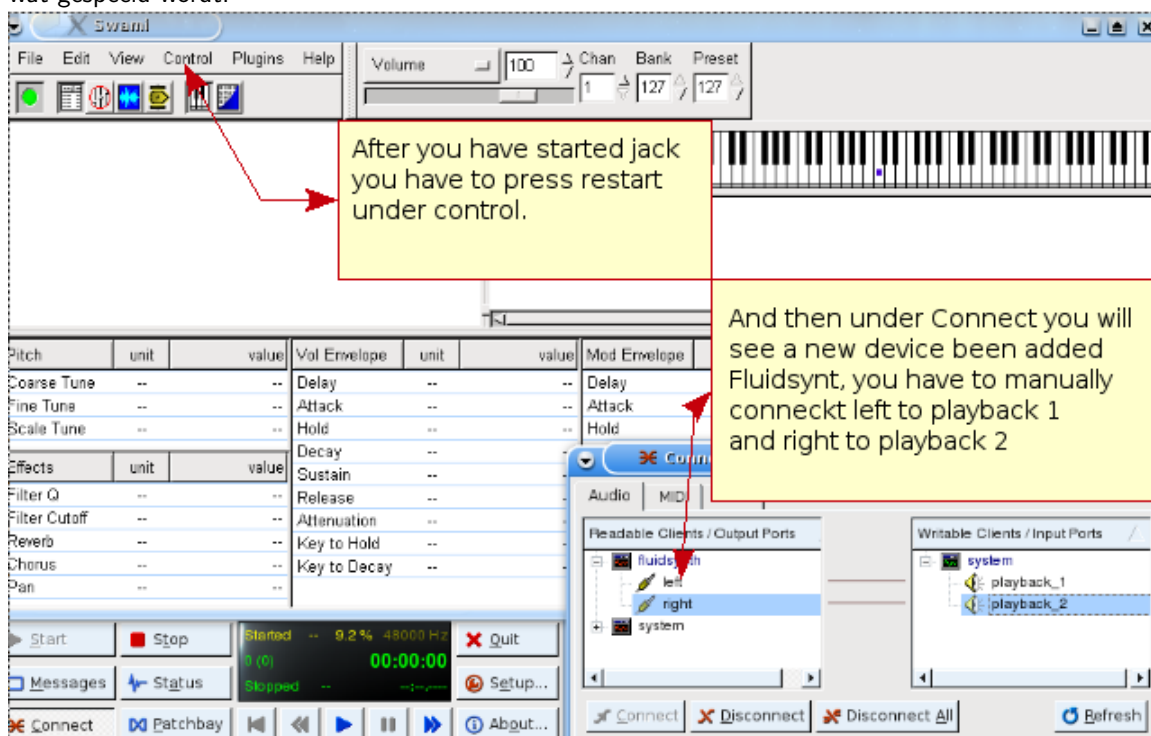 wat gespeeld wordt.
Swami
File Edit View Control Plugins Help
Volume 100 Chan Bank Preset
1 127 127
After you have started jack
you have to press restart
under control.
And then under Connect you will
see a new device been added
Fluidsynt, you have to manually
conneckt left to playback 1
and right to playback 2
Pitch unit value
Coarse Tune -- --
Fine Tune -- --
Scale Tune -- --
Effects unit value
Filter Q -- --
Filter Cutoff -- --
Reverb -- --
Chorus -- --
Pan -- --
Vol Envelope unit value
Delay -- --
Attack -- --
Hold -- --
Decay --
Sustain --
Release --
Attenuation --
Key to Hold --
Key to Decay --
Mod Envelope
Delay
Attack
Hold
Audio MIDI
Readable Clients / Output Ports
fluidsynth
left
right
system
Writable Clients / Input Ports
system
playback_1
playback_2
Connect Disconnect Disconnect All Refresh
Start Stop Quit
Started -- 9.2 % 48000 Hz
0 (0) 00:00:00
Stopped -- --:--.----
Messages Status Setup...
Connect Patchbay About...